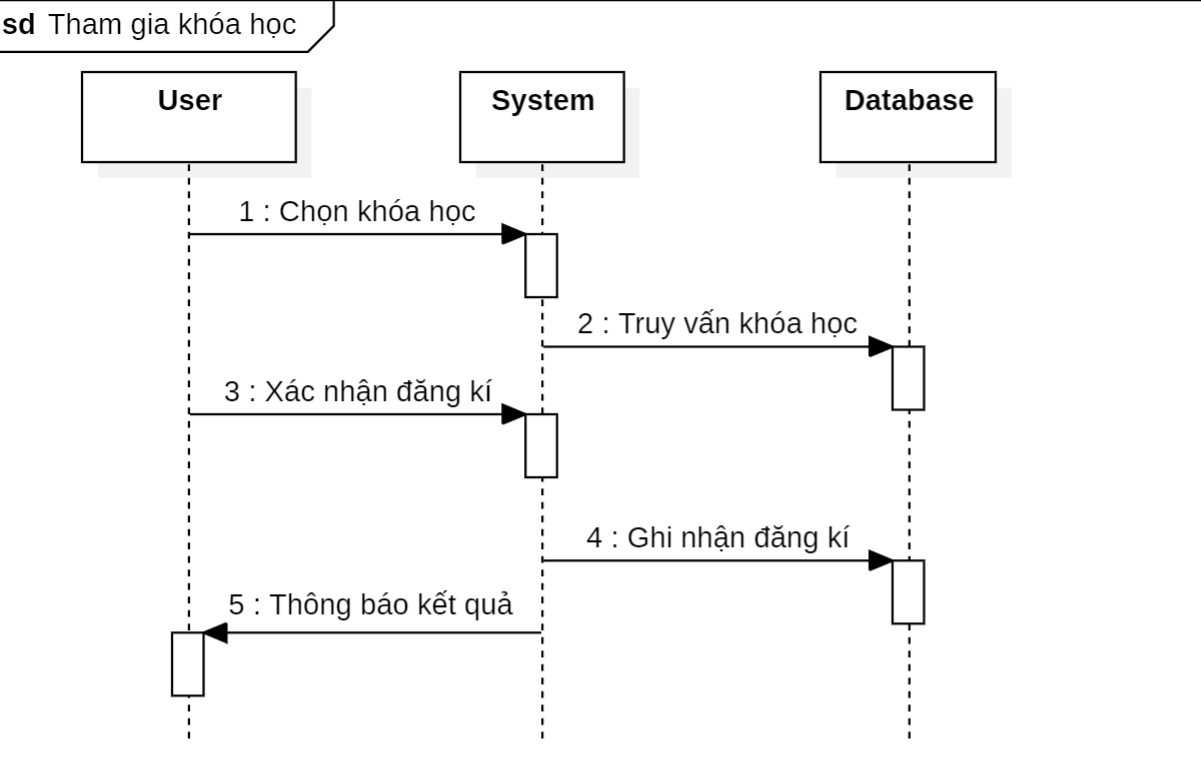 sd Tham gia khóa học
User
System
Database
1 : Chọn khóa học
2 : Truy vấn khóa học
3 : Xác nhận đăng kí
4 : Ghi nhận đăng kí
5 : Thông báo kết quả